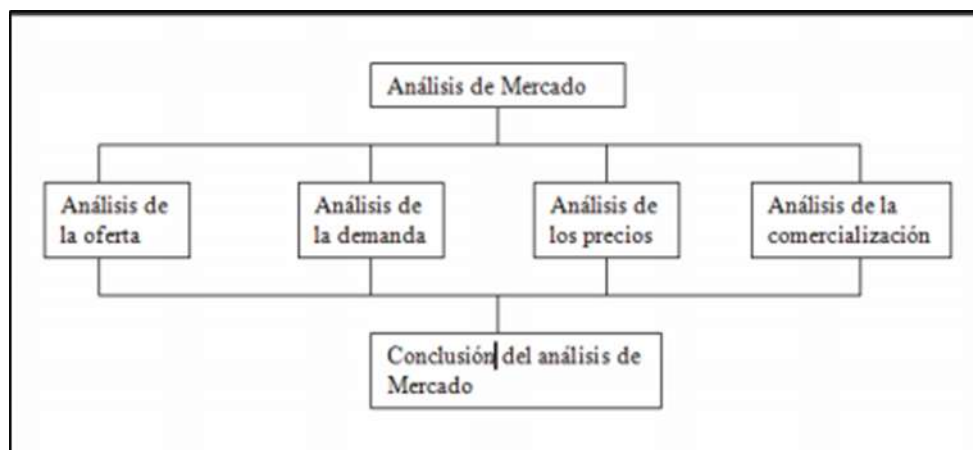 Análisis de Mercado
Análisis de
la oferta
Análisis de
la demanda
Análisis de
los precios
Análisis de la
comercialización
Conclusión del análisis de
Mercado